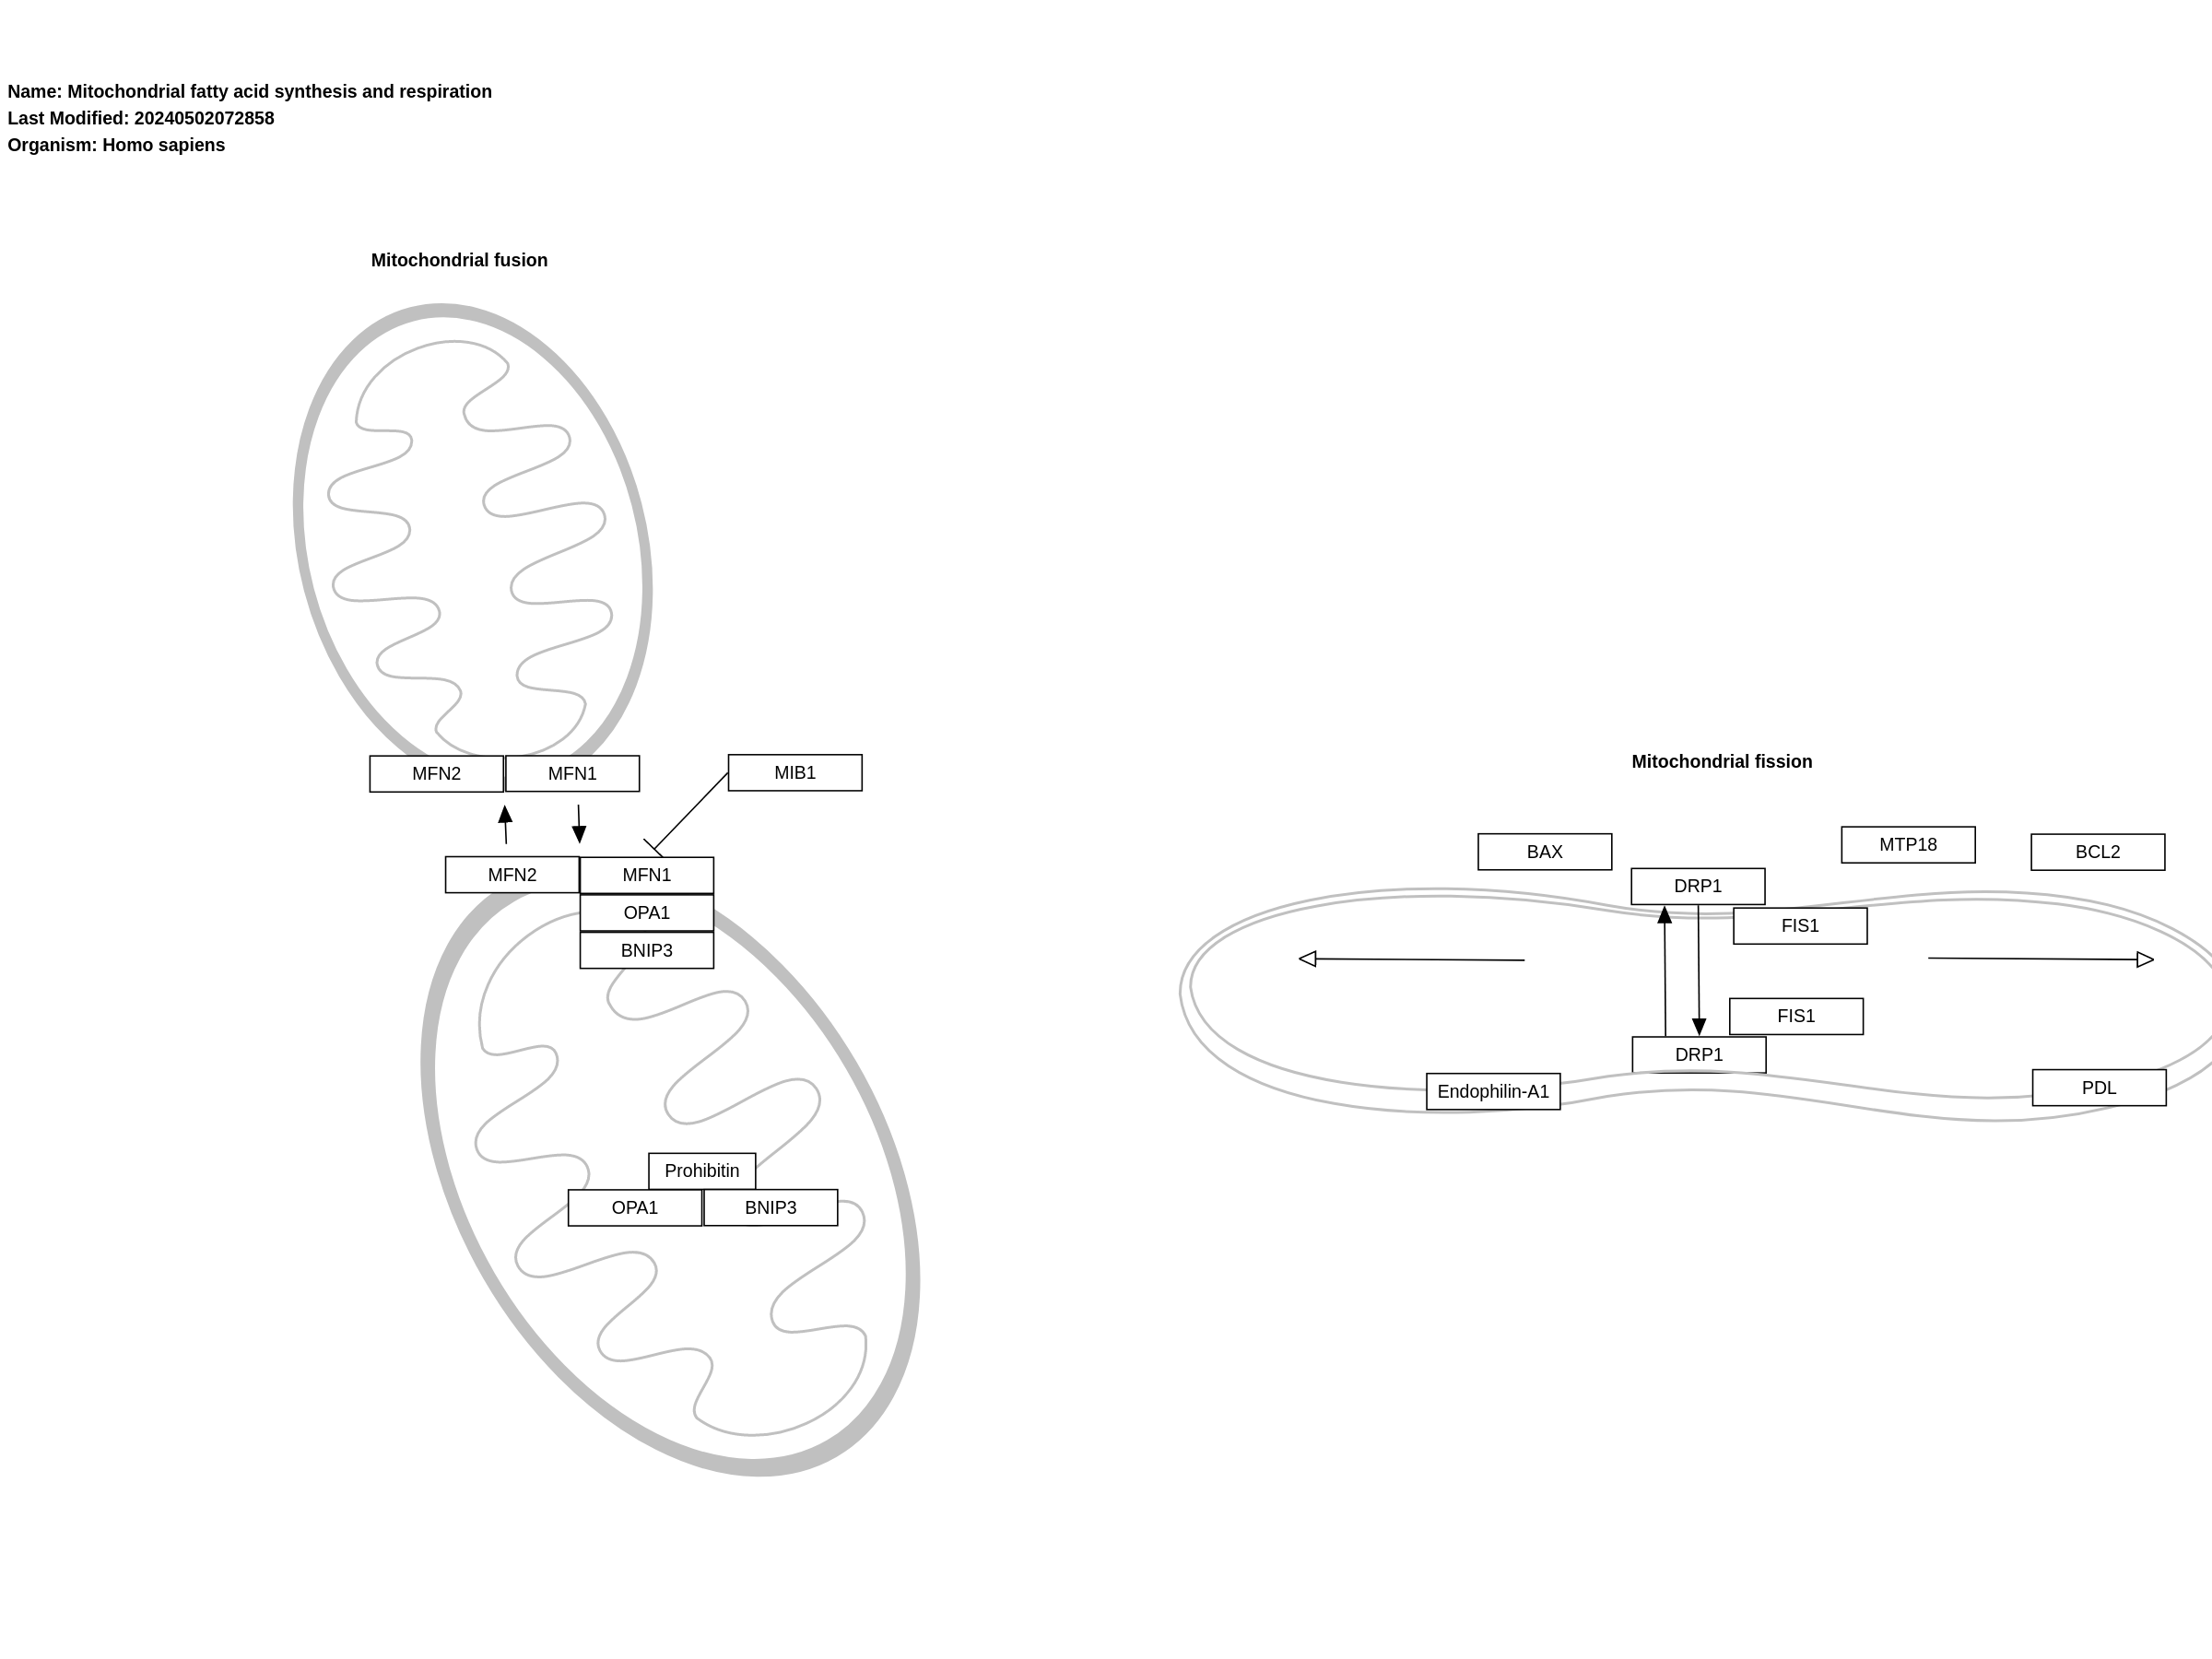 Name: Mitochondrial fatty acid synthesis and respiration
Last Modified: 20240502072858
Organism: Homo sapiens
Mitochondrial fusion
MFN2
MFN1
MIB1
MFN2
MFN1
OPA1
BNIP3
Prohibitin
OPA1
BNIP3
Mitochondrial fission
BAX
MTP18
BCL2
DRP1
FIS1
FIS1
DRP1
Endophilin-A1
PDL